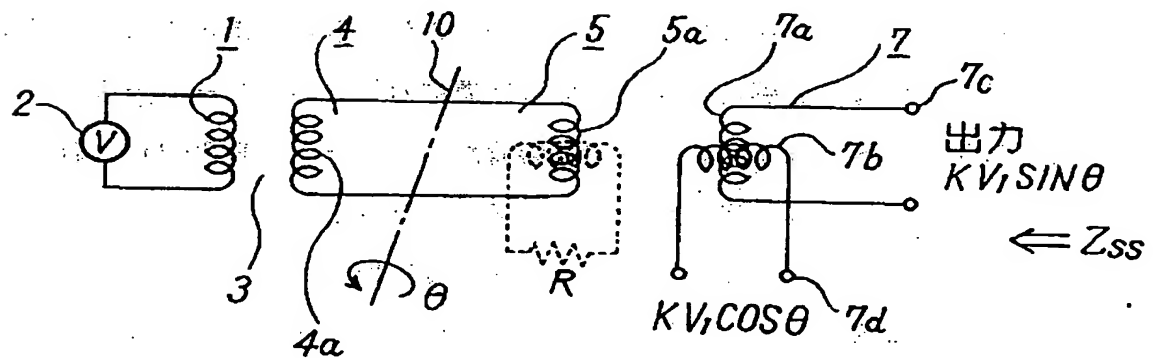 1
4
10
5
5a
7a
7
7c
2
V
7b
出力
KV₁SINθ
⇐ Zss
3
θ
R
4a
KV₁COSθ
7d